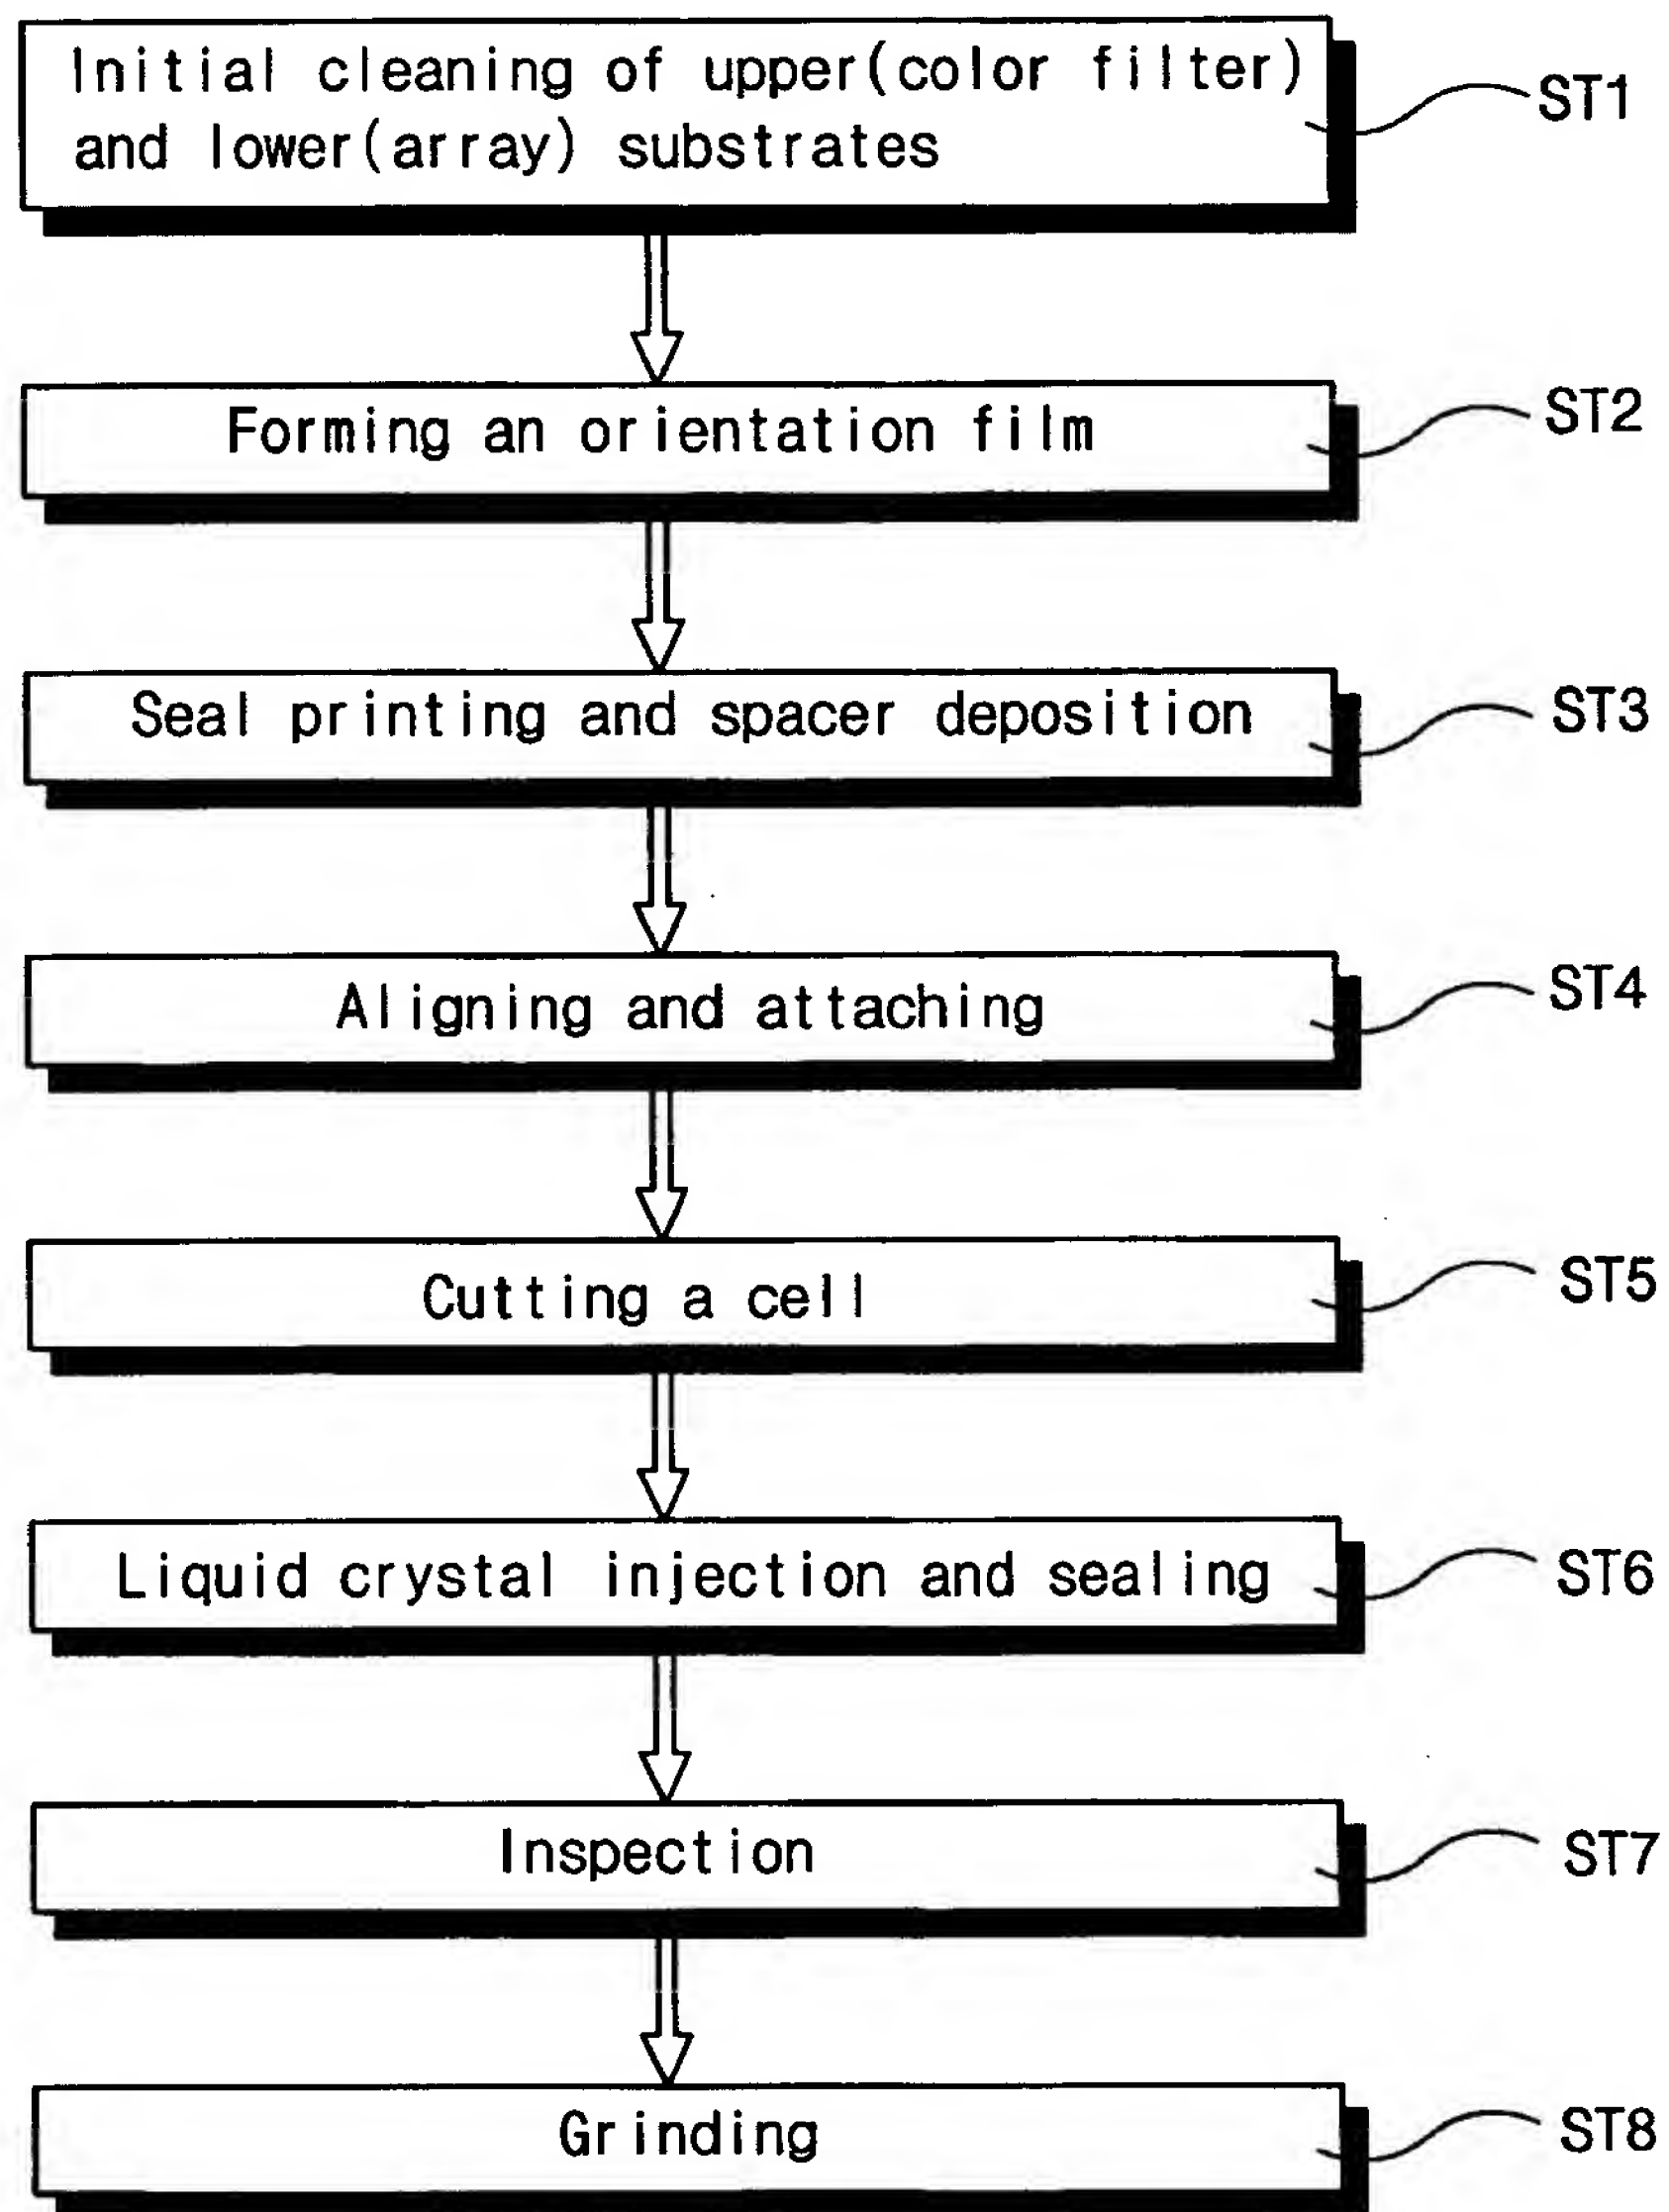 Initial cleaning of upper(color filter)
and lower(array) substrates
ST1
Forming an orientation film
ST2
Seal printing and spacer deposition
ST3
Aligning and attaching
ST4
Cutting a cell
ST5
Liquid crystal injection and sealing
ST6
Inspection
ST7
Grinding
ST8